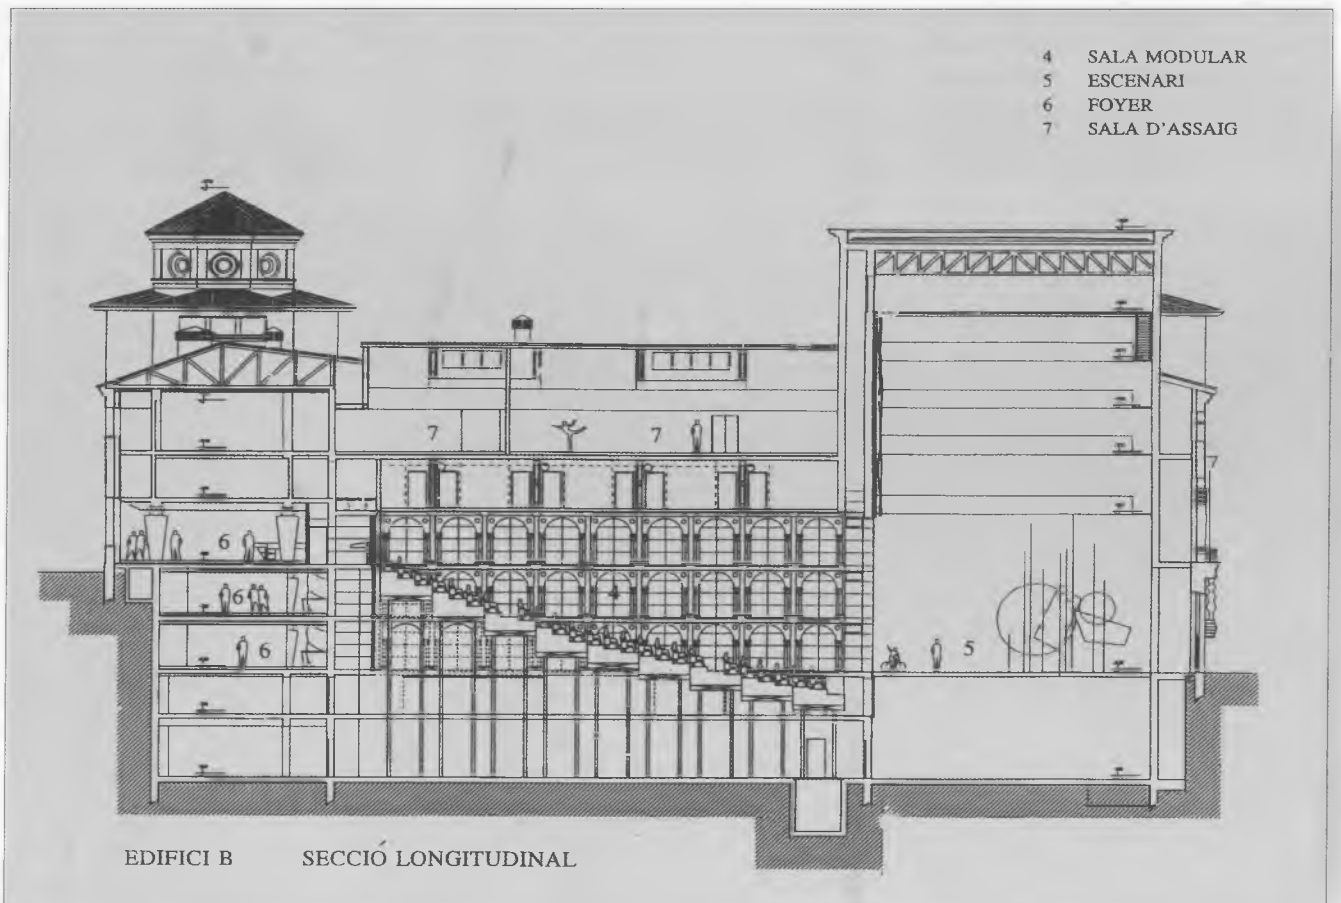 4 SALA MODULAR
5 ESCENARI
6 FOYER
7 SALA D'ASSAIG
7 7
6
6 4
6 5
EDIFICI B SECCIÓ LONGITUDINAL